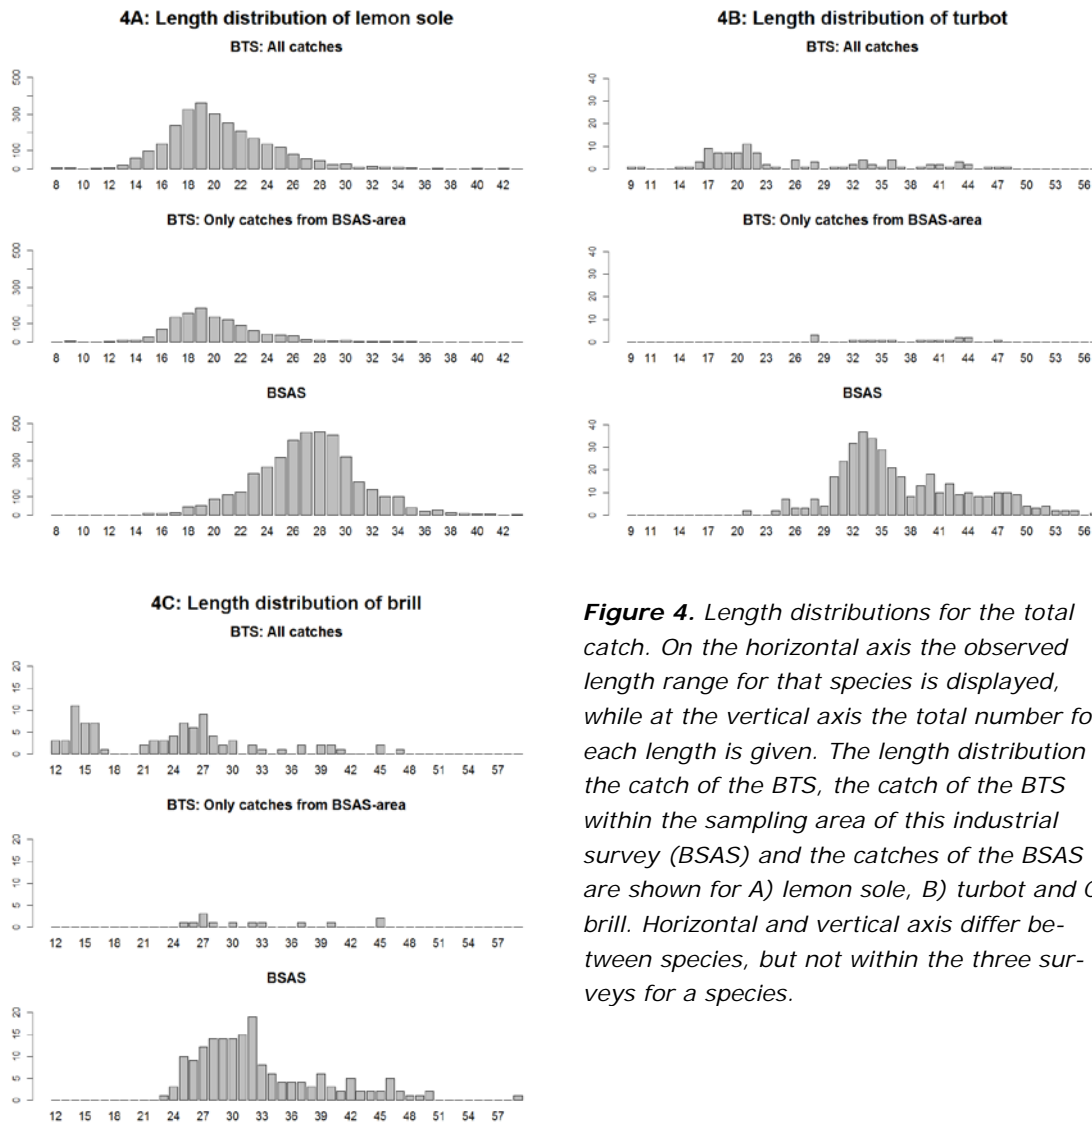 4A: Length distribution of lemon sole
BTS: All catches
0 100 300 500
8 10 12 14 16 18 20 22 24 26 28 30 32 34 36 38 40 42
BTS: Only catches from BSAS-area
0 100 300 500
8 10 12 14 16 18 20 22 24 26 28 30 32 34 36 38 40 42
BSAS
0 100 300 500
8 10 12 14 16 18 20 22 24 26 28 30 32 34 36 38 40 42
4B: Length distribution of turbot
BTS: All catches
0 10 20 30 40
9 11 14 17 20 23 26 29 32 35 38 41 44 47 50 53 56
BTS: Only catches from BSAS-area
0 10 20 30 40
9 11 14 17 20 23 26 29 32 35 38 41 44 47 50 53 56
BSAS
0 10 20 30 40
9 11 14 17 20 23 26 29 32 35 38 41 44 47 50 53 56
4C: Length distribution of brill
BTS: All catches
0 5 10 15 20
12 15 18 21 24 27 30 33 36 39 42 45 48 51 54 57
BTS: Only catches from BSAS-area
0 5 10 15 20
12 15 18 21 24 27 30 33 36 39 42 45 48 51 54 57
BSAS
0 5 10 15 20
12 15 18 21 24 27 30 33 36 39 42 45 48 51 54 57
Figure 4. Length distributions for the total
catch. On the horizontal axis the observed
length range for that species is displayed,
while at the vertical axis the total number fo
each length is given. The length distribution
the catch of the BTS, the catch of the BTS
within the sampling area of this industrial
survey (BSAS) and the catches of the BSAS
are shown for A) lemon sole, B) turbot and
brill. Horizontal and vertical axis differ be-
tween species, but not within the three sur-
veys for a species.